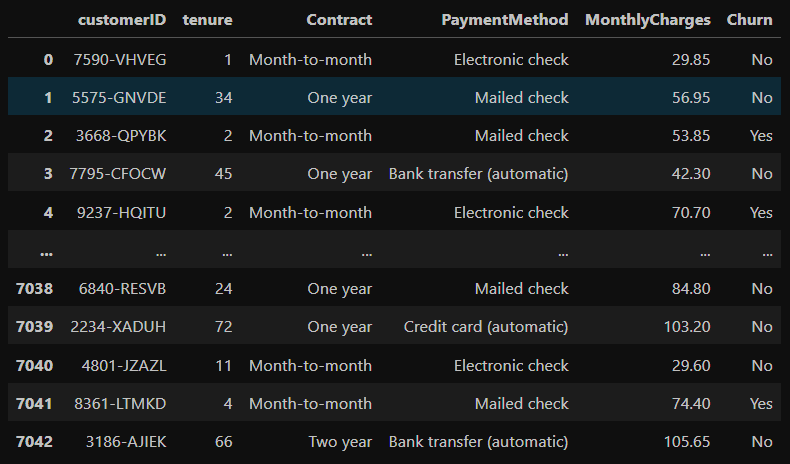 customerID tenure Contract PaymentMethod MonthlyCharges Churn
0 7590-VHVEG 1 Month-to-month Electronic check 29.85 No
1 5575-GNVDE 34 One year Mailed check 56.95 No
2 3668-QPYBK 2 Month-to-month Mailed check 53.85 Yes
3 7795-CFOCW 45 One year Bank transfer (automatic) 42.30 No
4 9237-HQITU 2 Month-to-month Electronic check 70.70 Yes
... ... ... ... ... ... ...
7038 6840-RESVB 24 One year Mailed check 84.80 No
7039 2234-XADUH 72 One year Credit card (automatic) 103.20 No
7040 4801-JZAZL 11 Month-to-month Electronic check 29.60 No
7041 8361-LTMKD 4 Month-to-month Mailed check 74.40 Yes
7042 3186-AJIEK 66 Two year Bank transfer (automatic) 105.65 No